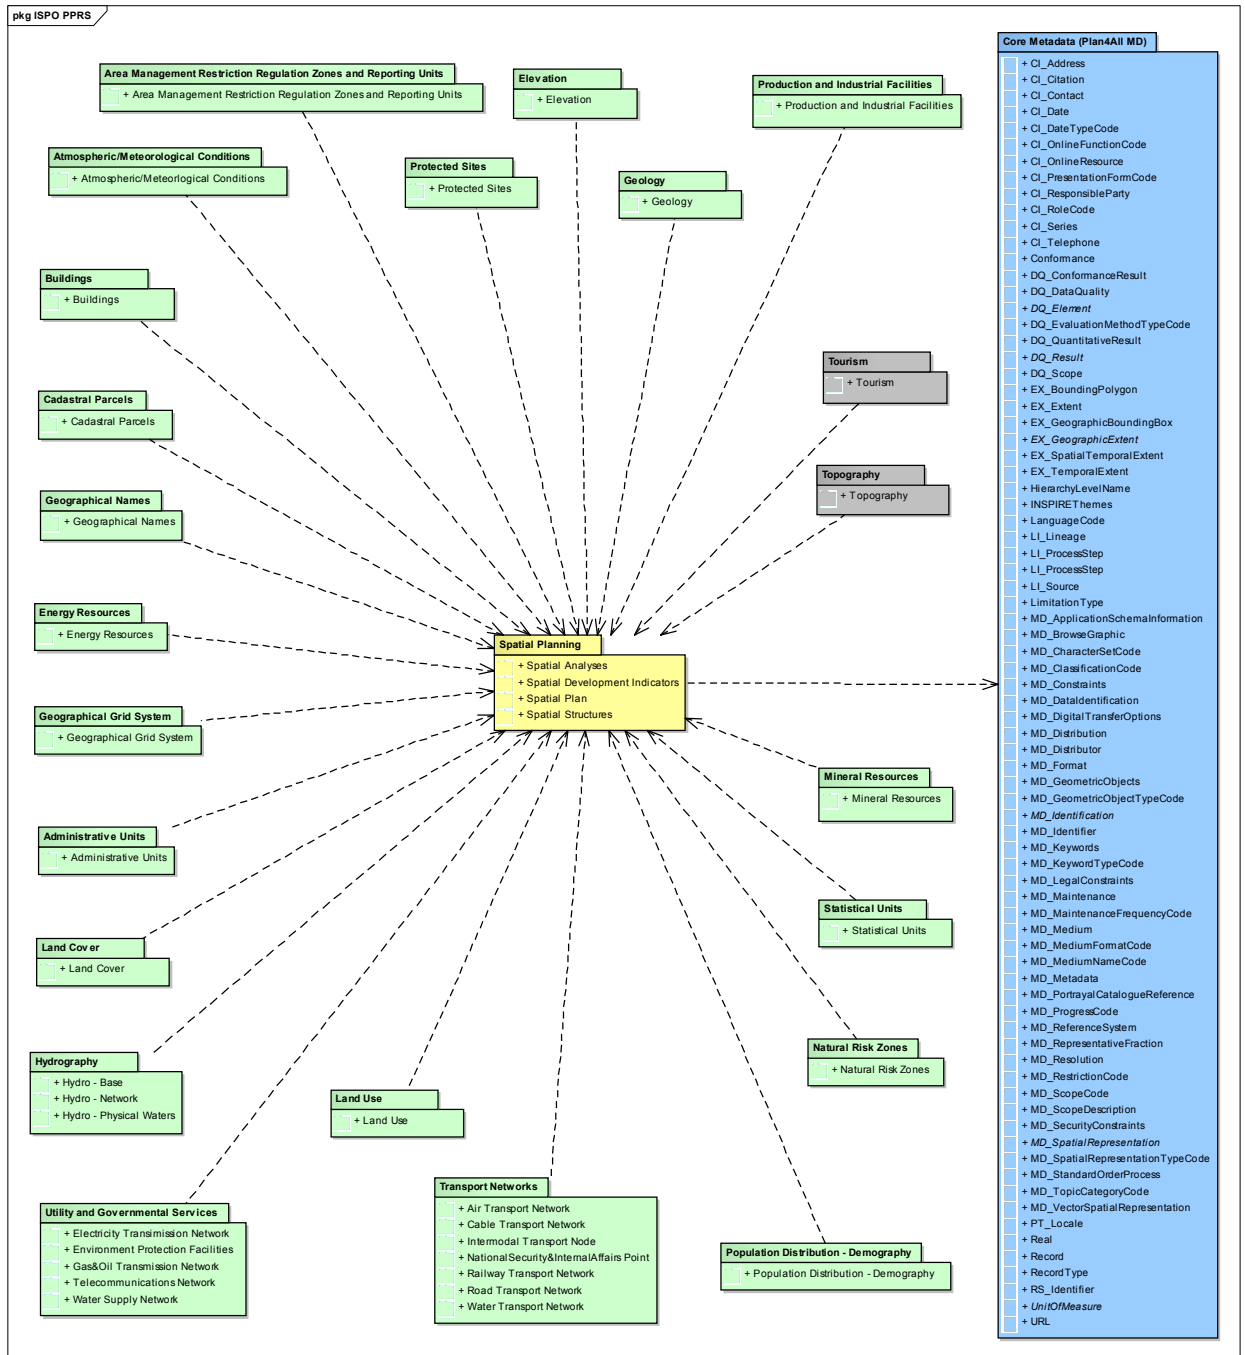 pkg ISPO PPRS
Area Management Restriction Regulation Zones and Reporting Units
+ Area Management Restriction Regulation Zones and Reporting Units
Elevation
+ Elevation
Production and Industrial Facilities
+ Production and Industrial Facilities
Atmospheric/Meteorological Conditions
+ Atmospheric/Meteorlogical Conditions
Protected Sites
+ Protected Sites
Geology
+ Geology
Buildings
+ Buildings
Tourism
+ Tourism
Cadastral Parcels
+ Cadastral Parcels
Topography
+ Topography
Geographical Names
+ Geographical Names
Energy Resources
+ Energy Resources
Spatial Planning
+ Spatial Analyses
+ Spatial Development Indicators
+ Spatial Plan
+ Spatial Structures
Geographical Grid System
+ Geographical Grid System
Mineral Resources
+ Mineral Resources
Administrative Units
+ Administrative Units
Statistical Units
+ Statistical Units
Land Cover
+ Land Cover
Natural Risk Zones
+ Natural Risk Zones
Hydrography
+ Hydro - Base
+ Hydro - Network
+ Hydro - Physical Waters
Land Use
+ Land Use
Utility and Governmental Services
+ Electricity Transimission Network
+ Environment Protection Facilities
+ Gas&Oil Transmission Network
+ Telecommunications Network
+ Water Supply Network
Transport Networks
+ Air Transport Network
+ Cable Transport Network
+ Intermodal Transport Node
+ NationalSecurity&InternalAffairs Point
+ Railway Transport Network
+ Road Transport Network
+ Water Transport Network
Population Distribution - Demography
+ Population Distribution - Demography
Core Metadata (Plan4All MD)
+ CI_Address
+ CI_Citation
+ CI_Contact
+ CI_Date
+ CI_DateTypeCode
+ CI_OnlineFunctionCode
+ CI_OnlineResource
+ CI_PresentationFormCode
+ CI_ResponsibleParty
+ CI_RoleCode
+ CI_Series
+ CI_Telephone
+ Conformance
+ DQ_ConformanceResult
+ DQ_DataQuality
+ DQ_Element
+ DQ_EvaluationMethodTypeCode
+ DQ_QuantitativeResult
+ DQ_Result
+ DQ_Scope
+ EX_BoundingPolygon
+ EX_Extent
+ EX_GeographicBoundingBox
+ EX_GeographicExtent
+ EX_SpatialTemporalExtent
+ EX_TemporalExtent
+ HierarchyLevelName
+ INSPIREThemes
+ LanguageCode
+ LI_Lineage
+ LI_ProcessStep
+ LI_ProcessStep
+ LI_Source
+ LimitationType
+ MD_ApplicationSchemaInformation
+ MD_BrowseGraphic
+ MD_CharacterSetCode
+ MD_ClassificationCode
+ MD_Constraints
+ MD_DataIdentification
+ MD_DigitalTransferOptions
+ MD_Distribution
+ MD_Distributor
+ MD_Format
+ MD_GeometricObjects
+ MD_GeometricObjectTypeCode
+ MD_Identification
+ MD_Identifier
+ MD_Keywords
+ MD_KeywordTypeCode
+ MD_LegalConstraints
+ MD_Maintenance
+ MD_MaintenanceFrequencyCode
+ MD_Medium
+ MD_MediumFormatCode
+ MD_MediumNameCode
+ MD_Metadata
+ MD_PortrayalCatalogueReference
+ MD_ProgressCode
+ MD_ReferenceSystem
+ MD_RepresentativeFraction
+ MD_Resolution
+ MD_RestrictionCode
+ MD_ScopeCode
+ MD_ScopeDescription
+ MD_SecurityConstraints
+ MD_SpatialRepresentation
+ MD_SpatialRepresentationTypeCode
+ MD_StandardOrderProcess
+ MD_TopicCategoryCode
+ MD_VectorSpatialRepresentation
+ PT_Locale
+ Real
+ Record
+ RecordType
+ RS_Identifier
+ UnitOfMeasure
+ URL